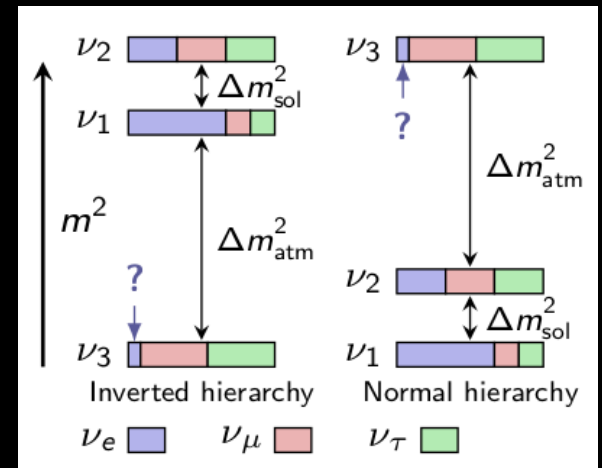 ν₂
Δm²sol
ν₁
m²
Δm²atm
?
ν₃
Inverted hierarchy
ν₃
?
Δm²atm
ν₂
Δm²sol
ν₁
Normal hierarchy
νe νμ ντ